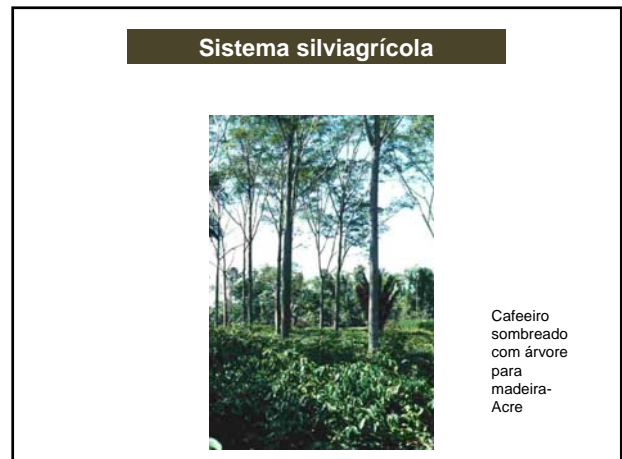 Sistema silviagrícola
Cafeeiro
sombreado
com árvore
para
madeira-
Acre